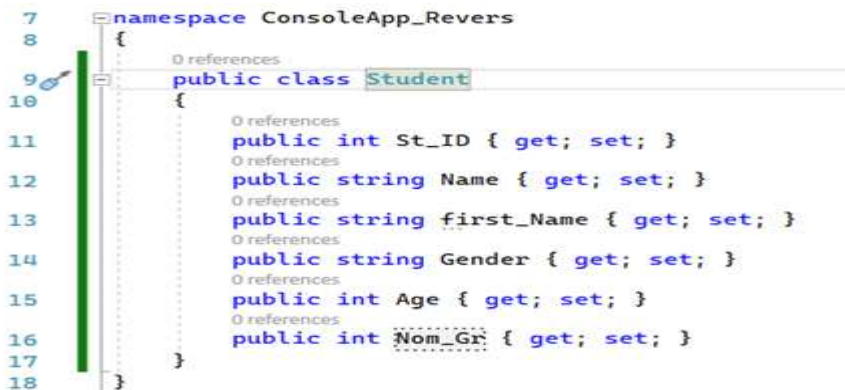 7 namespace ConsoleApp_Revers
8 {
0 references
9 public class Student
10 {
0 references
11 public int St_ID { get; set; }
0 references
12 public string Name { get; set; }
0 references
13 public string first_Name { get; set; }
0 references
14 public string Gender { get; set; }
0 references
15 public int Age { get; set; }
0 references
16 public int Nom_Gr { get; set; }
17 }
18 }